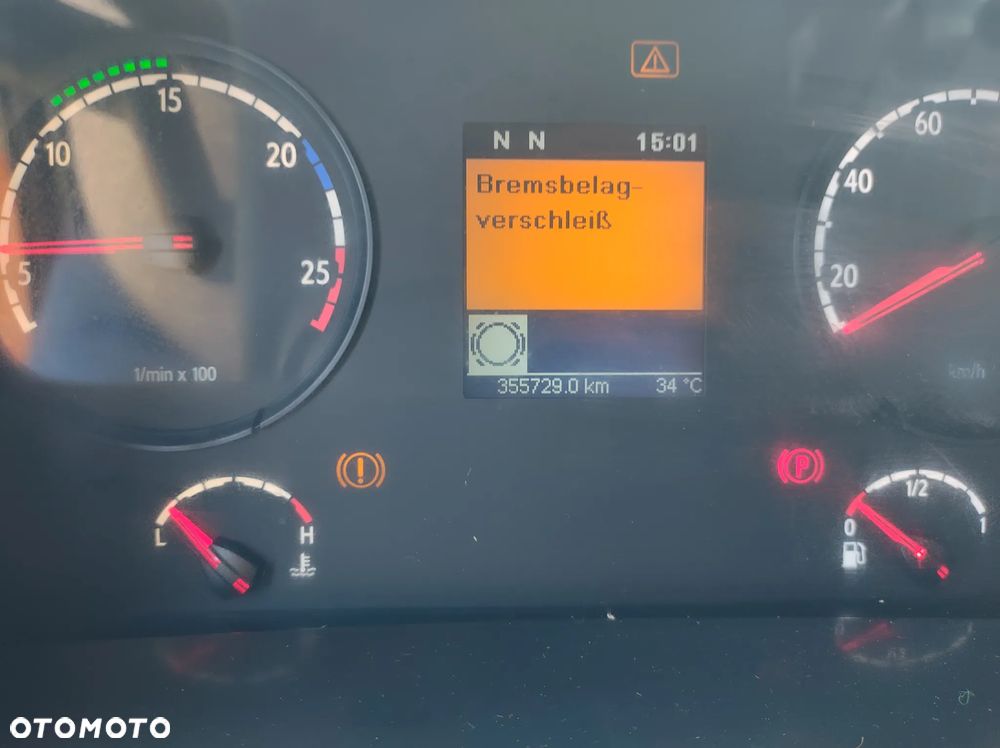 15
10
20
5
25
1/min x 100
N N 15:01
Bremsbelag-
verschleiß
355729.0 km 34 °C
60
40
20
km/h
L
H
P
0
1/2
1
OTOMOTO